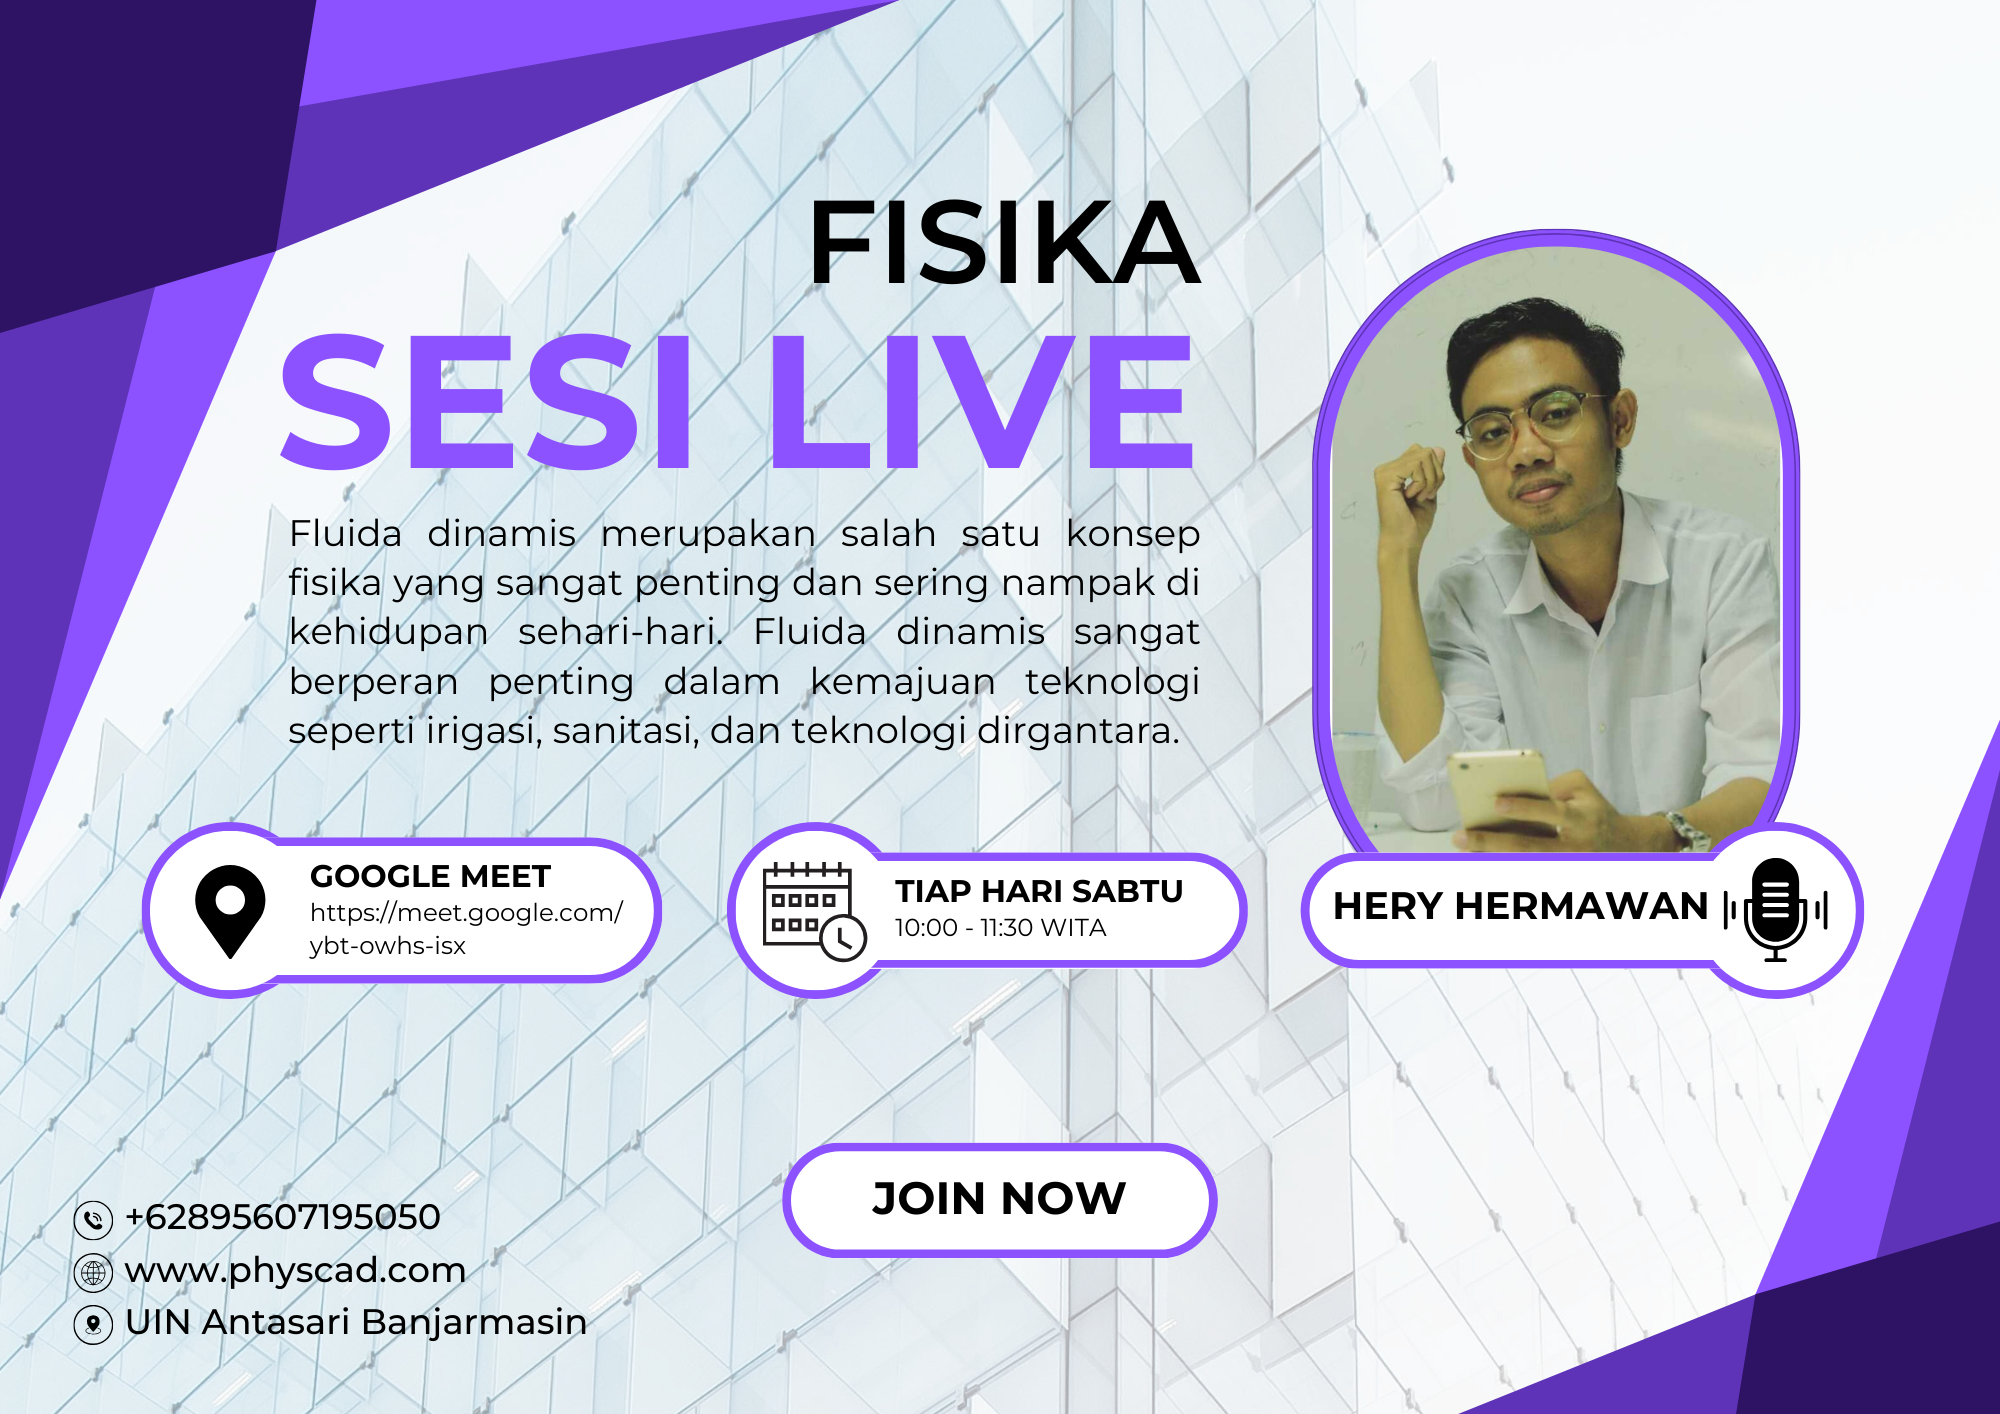 FISIKA
SESI LIVE
Fluida dinamis merupakan salah satu konsep
fisika yang sangat penting dan sering nampak di
kehidupan sehari-hari. Fluida dinamis sangat
berperan penting dalam kemajuan teknologi
seperti irigasi, sanitasi, dan teknologi dirgantara.
GOOGLE MEET
https://meet.google.com/
ybt-owhs-isx
TIAP HARI SABTU
10:00 - 11:30 WITA
HERY HERMAWAN
JOIN NOW
+62895607195050
www.physcad.com
UIN Antasari Banjarmasin